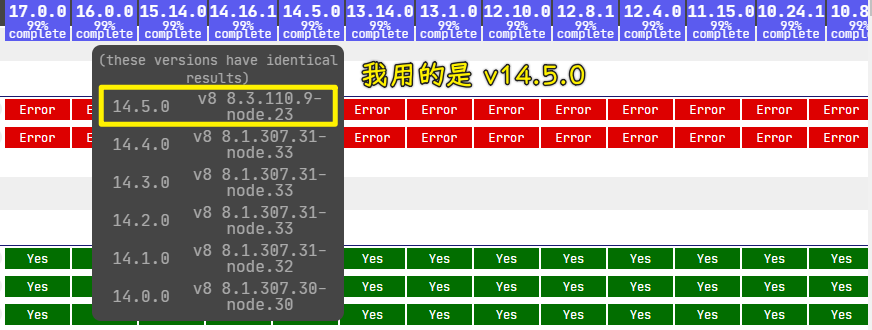 17.0.0 16.0.0 15.14.0 14.16.1 14.5.0 13.14.0 13.1.0 12.10.0 12.8.1 12.4.0 11.15.0 10.24.1 10.8
99% 99% 99% 99% 99% 99% 99% 99% 99% 99% 99% 99% 99%
complete complete complete complete complete complete complete complete complete complete complete complete
(these versions have identical
results)
我用的是 v14.5.0
14.5.0 v8 8.3.110.9-
node.23
Error Error Error Error Error Error Error Error Error
14.4.0 v8 8.1.307.31-
node.33
Error Error Error Error Error Error Error Error Error
14.3.0 v8 8.1.307.31-
node.33
14.2.0 v8 8.1.307.31-
node.33
14.1.0 v8 8.1.307.31-
node.32
Yes Yes Yes Yes Yes Yes Yes Yes Yes
14.0.0 v8 8.1.307.30-
node.30
Yes Yes Yes Yes Yes Yes Yes Yes Yes
Yes Yes Yes Yes Yes Yes Yes Yes Yes